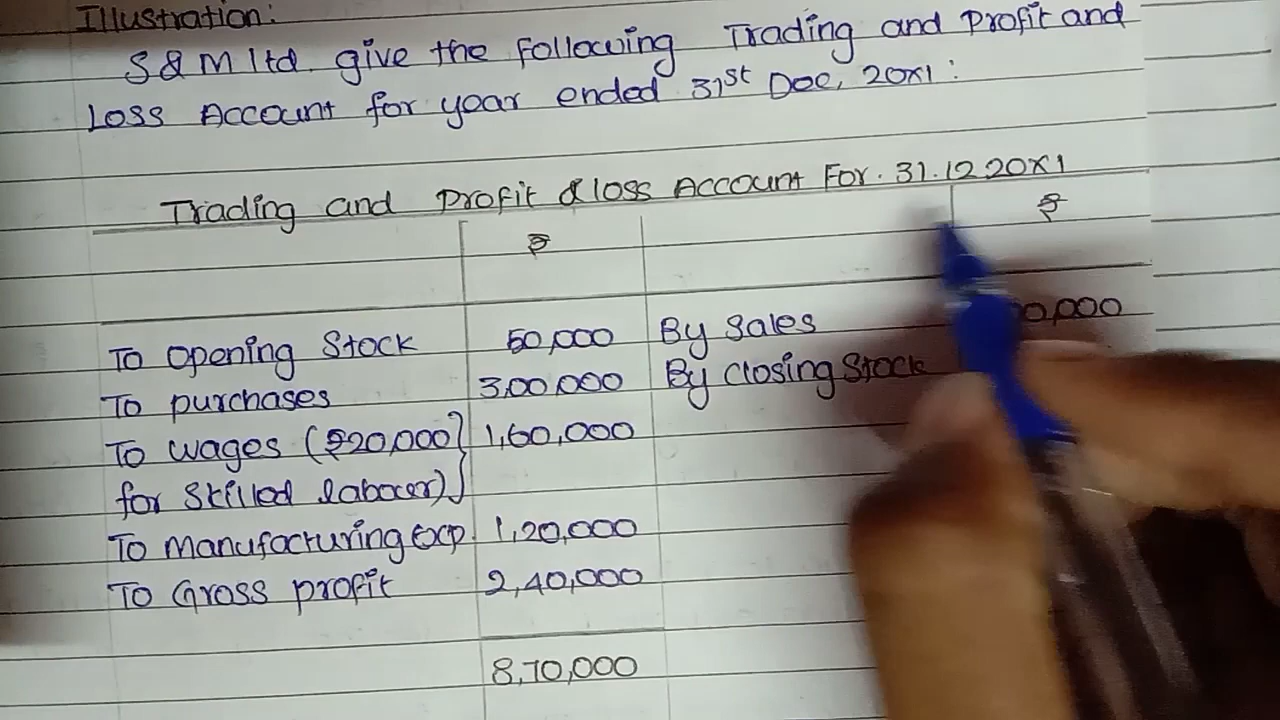 Illustration:
S & M Ltd. give the following Trading and Profit and
Loss Account for year ended 31st Dec, 20X1:
Trading and Profit & loss Account For. 31.12.20X1
₹ ₹
To opening Stock 50,000 By Sales 0,000
To purchases 3,00,000 By Closing Stock
To wages (₹20,000 1,60,000
for Skilled labour)
To Manufacturing Exp. 1,20,000
To Gross profit 2,40,000
8,70,000